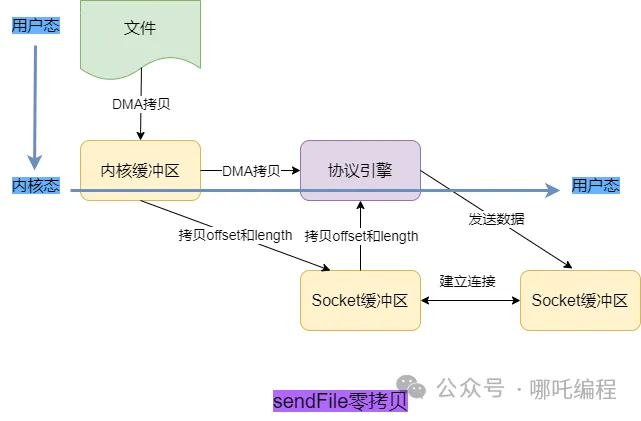 用户态
文件
DMA拷贝
内核态
内核缓冲区
DMA拷贝
协议引擎
用户态
拷贝offset和length
拷贝offset和length
发送数据
Socket缓冲区
建立连接
Socket缓冲区
公众号 · 哪吒编程
sendFile零拷贝